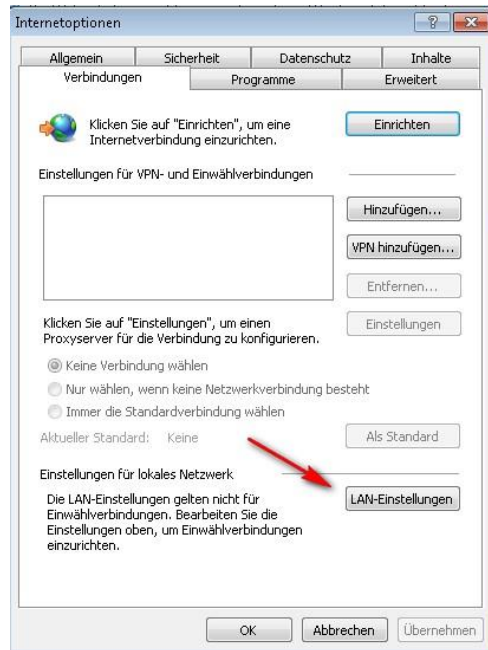 Internetoptionen
Allgemein Sicherheit Datenschutz Inhalte
Verbindungen Programme Erweitert
Klicken Sie auf "Einrichten", um eine
Internetverbindung einzurichten.
Einrichten
Einstellungen für VPN- und Einwählverbindungen
Hinzufügen...
VPN hinzufügen...
Entfernen...
Klicken Sie auf "Einstellungen", um einen
Proxyserver für die Verbindung zu konfigurieren.
Einstellungen
Keine Verbindung wählen
Nur wählen, wenn keine Netzwerkverbindung besteht
Immer die Standardverbindung wählen
Aktueller Standard: Keine
Als Standard
Einstellungen für lokales Netzwerk
Die LAN-Einstellungen gelten nicht für
Einwählverbindungen. Bearbeiten Sie die
Einstellungen oben, um Einwählverbindungen
einzurichten.
LAN-Einstellungen
OK Abbrechen Übernehmen